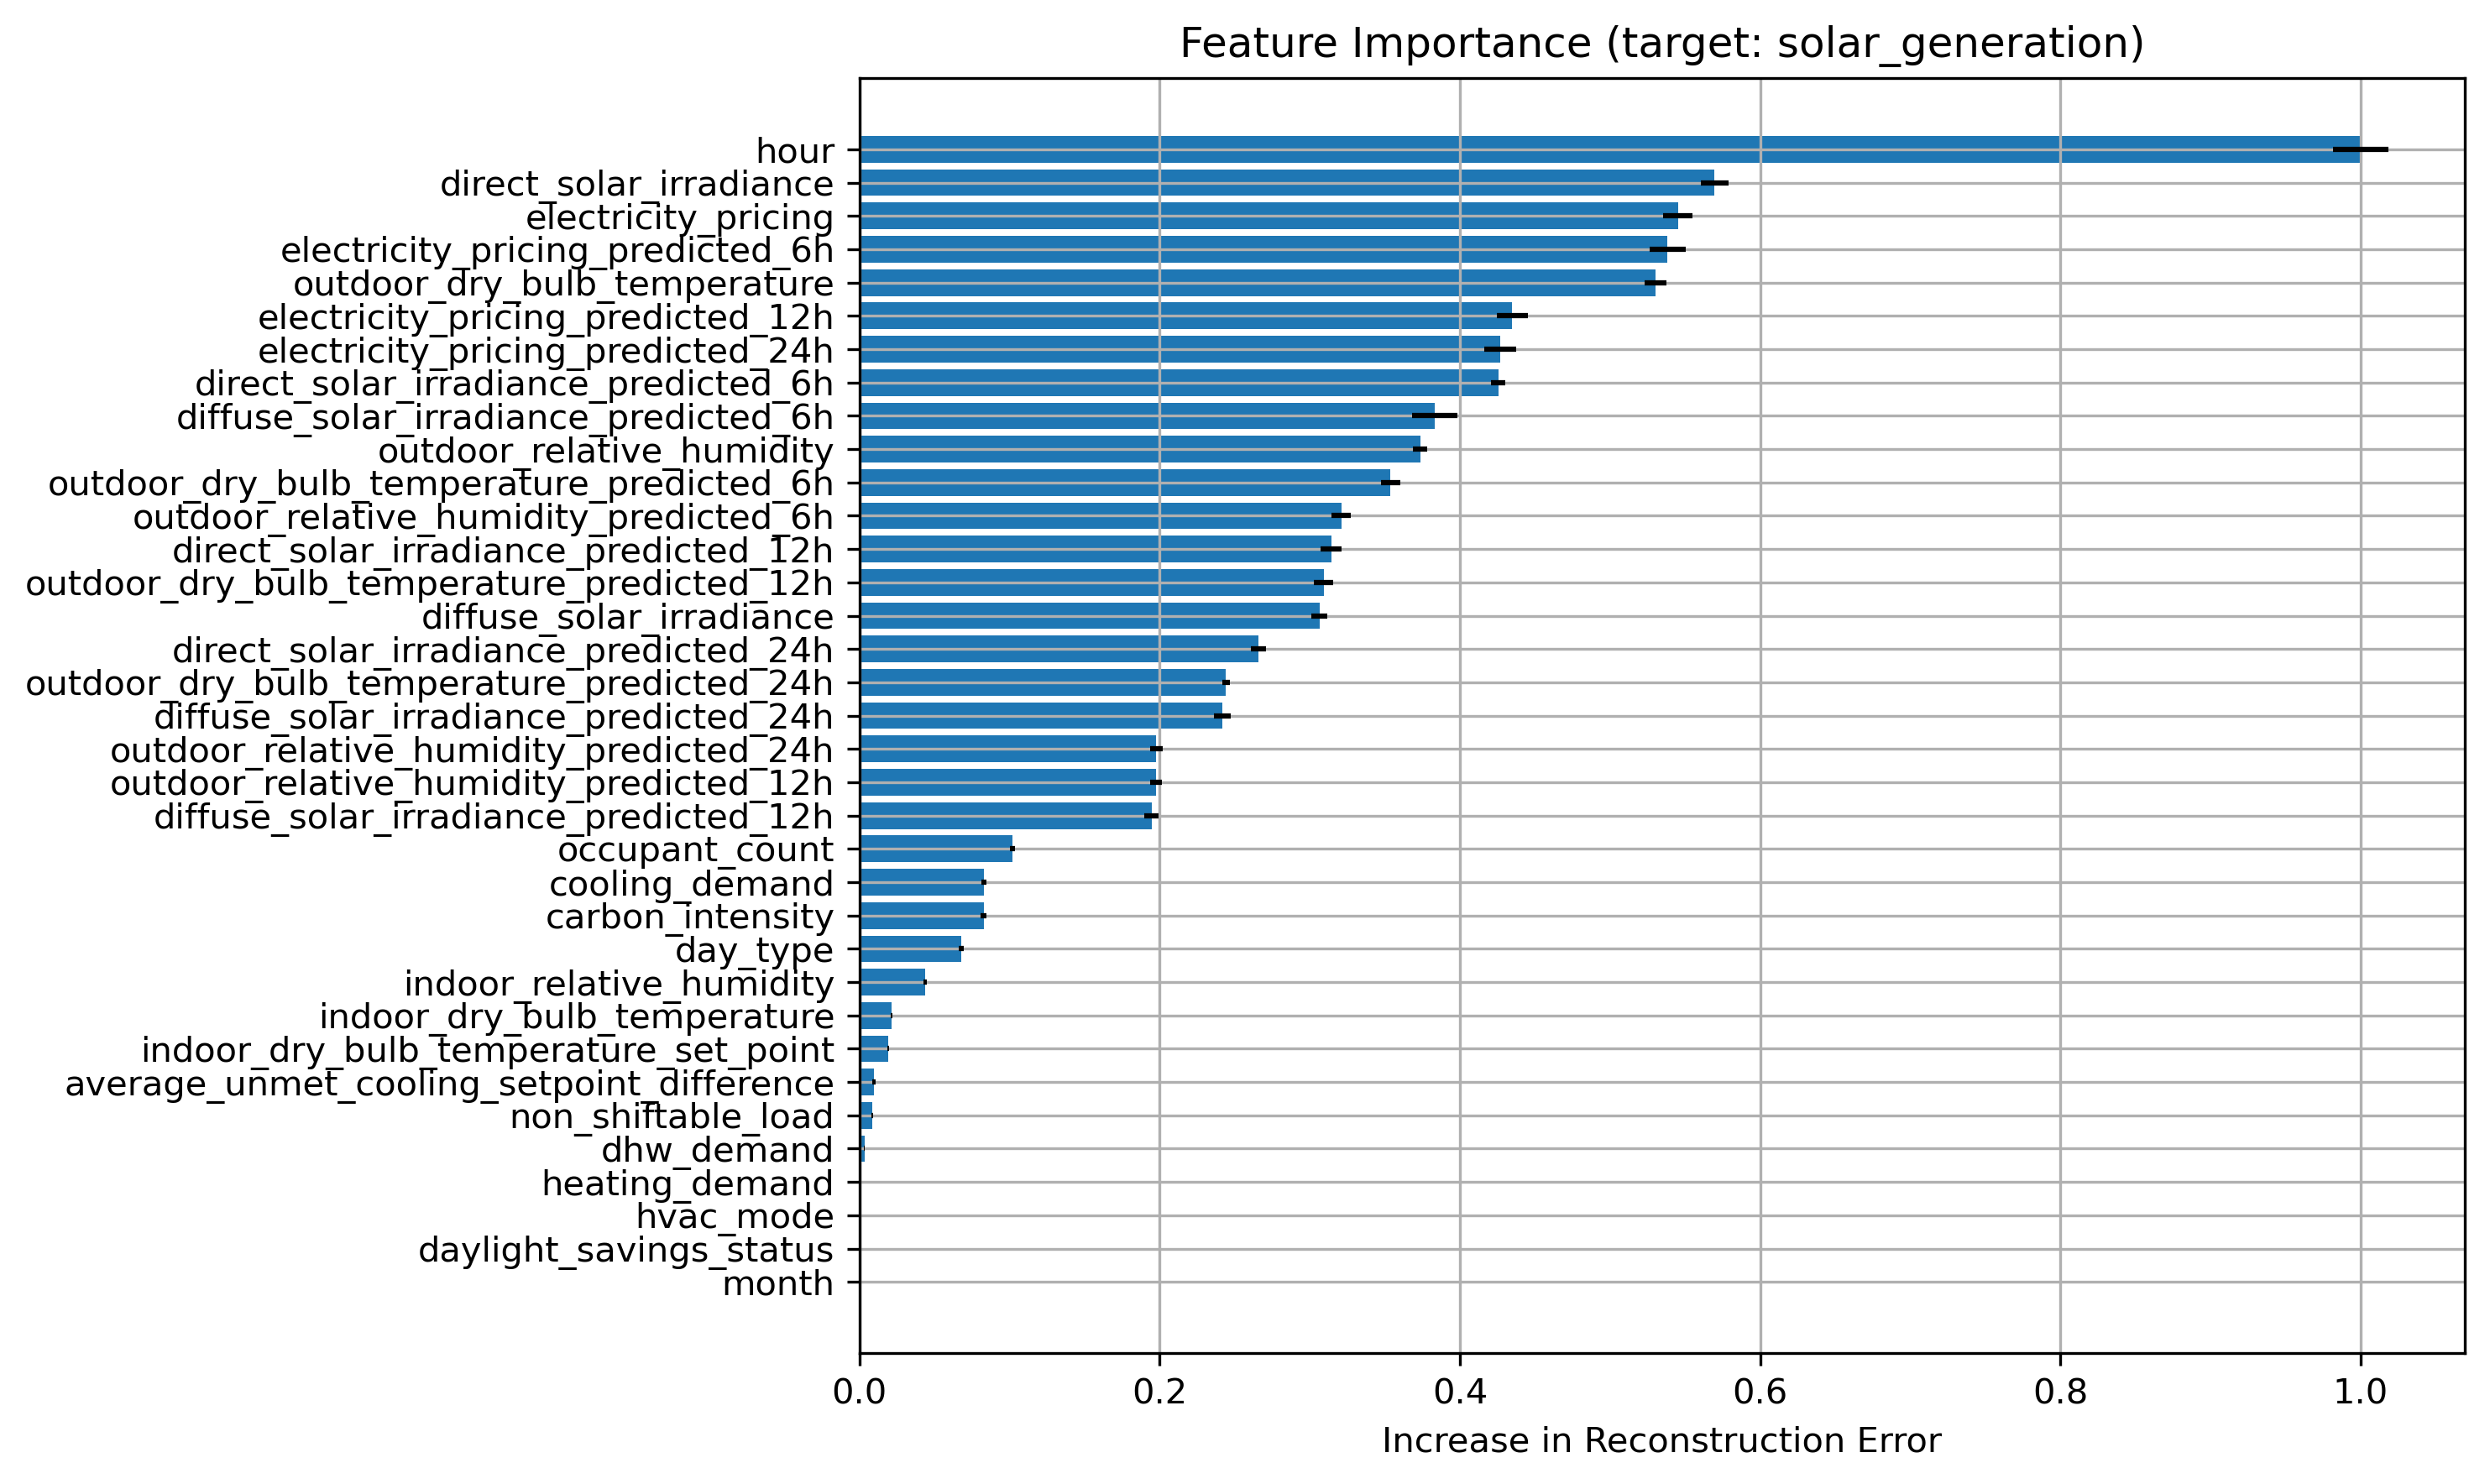 Feature Importance (target: solar_generation)
hour
direct_solar_irradiance
electricity_pricing
electricity_pricing_predicted_6h
outdoor_dry_bulb_temperature
electricity_pricing_predicted_12h
electricity_pricing_predicted_24h
direct_solar_irradiance_predicted_6h
diffuse_solar_irradiance_predicted_6h
outdoor_relative_humidity
outdoor_dry_bulb_temperature_predicted_6h
outdoor_relative_humidity_predicted_6h
direct_solar_irradiance_predicted_12h
outdoor_dry_bulb_temperature_predicted_12h
diffuse_solar_irradiance
direct_solar_irradiance_predicted_24h
outdoor_dry_bulb_temperature_predicted_24h
diffuse_solar_irradiance_predicted_24h
outdoor_relative_humidity_predicted_24h
outdoor_relative_humidity_predicted_12h
diffuse_solar_irradiance_predicted_12h
occupant_count
cooling_demand
carbon_intensity
day_type
indoor_relative_humidity
indoor_dry_bulb_temperature
indoor_dry_bulb_temperature_set_point
average_unmet_cooling_setpoint_difference
non_shiftable_load
dhw_demand
heating_demand
hvac_mode
daylight_savings_status
month
0.0 0.2 0.4 0.6 0.8 1.0
Increase in Reconstruction Error